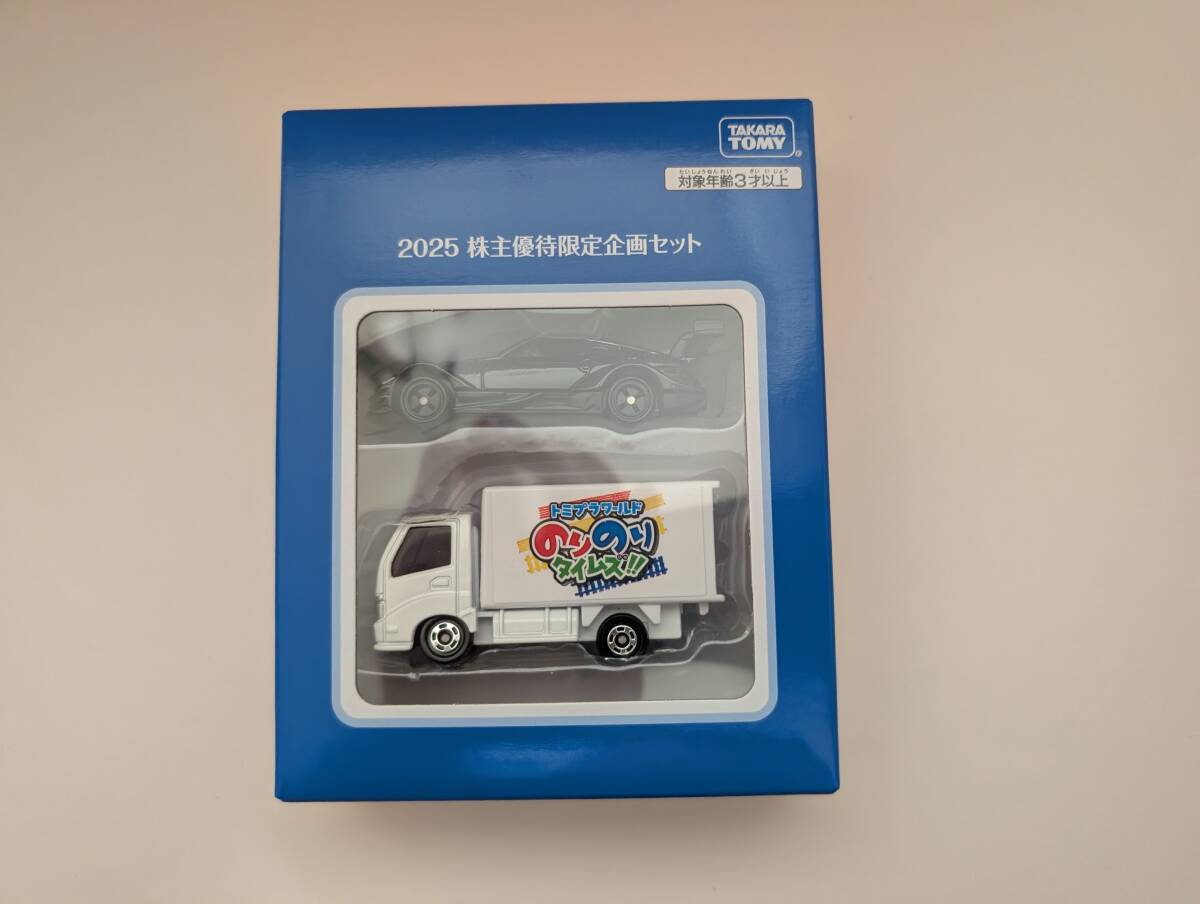 TAKARA
TOMY
たいしょうねんれい さい いじょう
対象年齢3才以上
2025 株主優待限定企画セット
トミプラワールド
のりのり
タイムズ!!